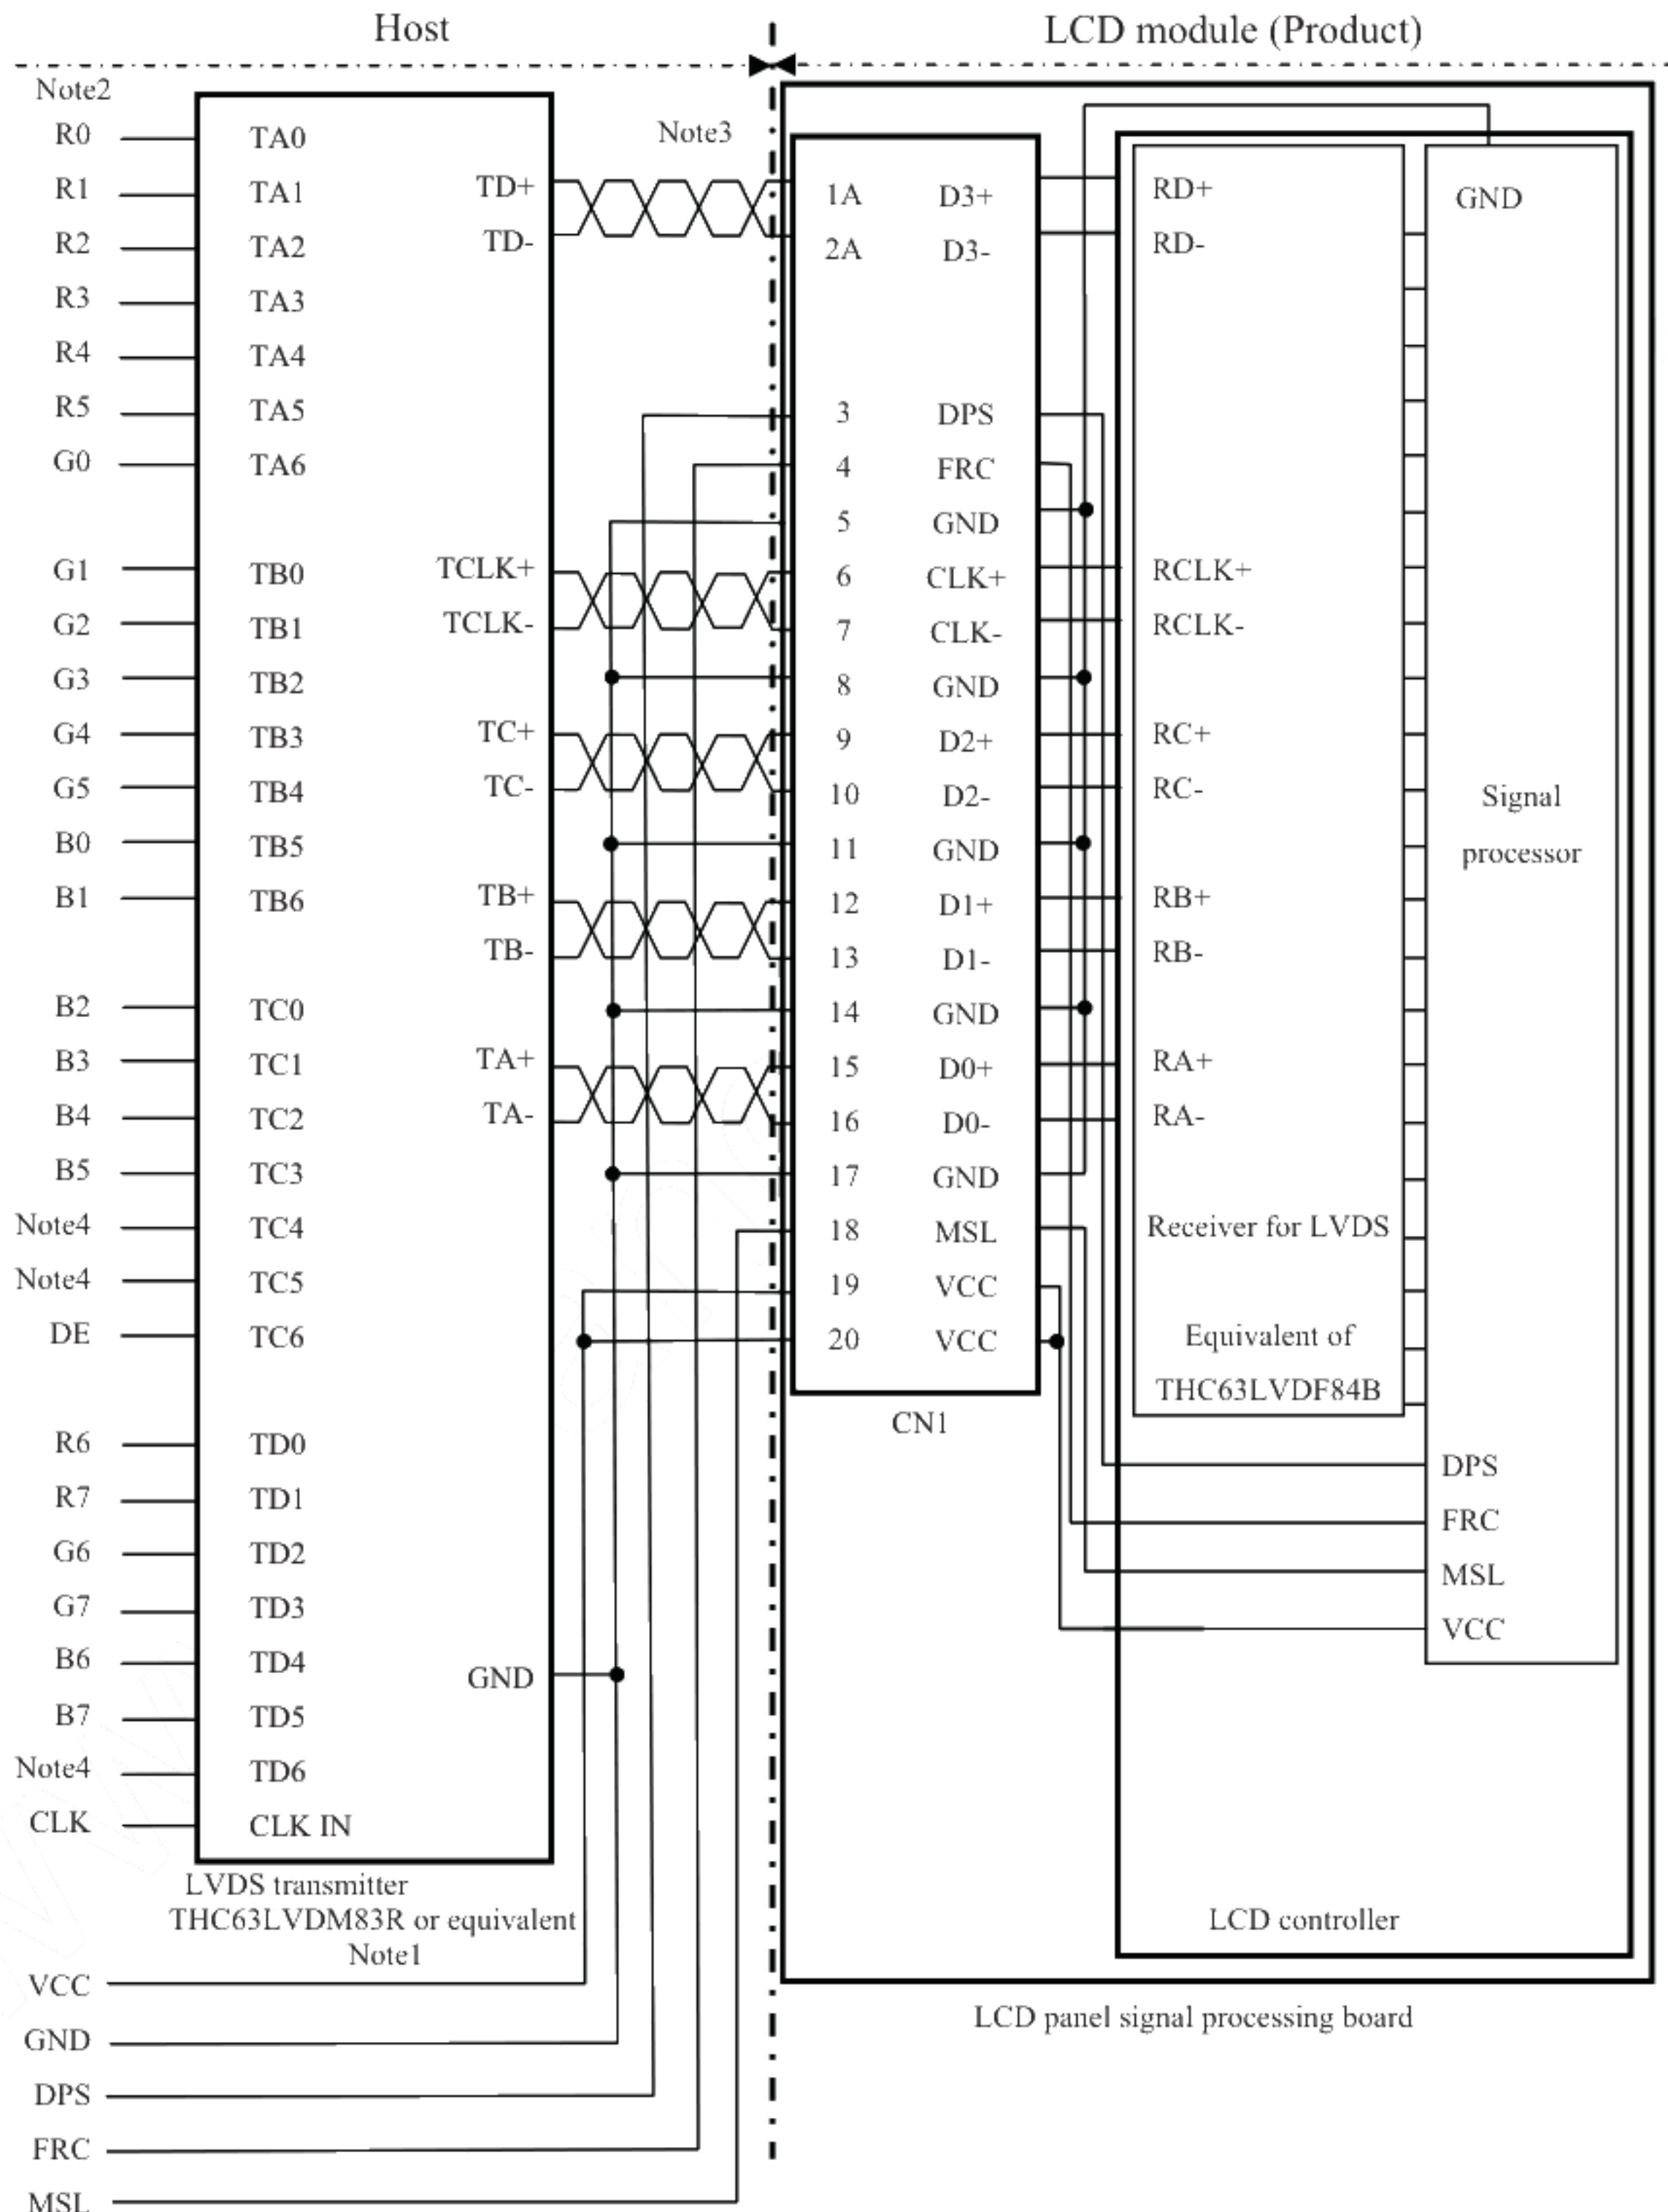 Host
LCD module (Product)
Note2
Note3
R0 TA0
R1 TA1
R2 TA2
R3 TA3
R4 TA4
R5 TA5
G0 TA6
G1 TB0
G2 TB1
G3 TB2
G4 TB3
G5 TB4
B0 TB5
B1 TB6
B2 TC0
B3 TC1
B4 TC2
B5 TC3
Note4 TC4
Note4 TC5
DE TC6
R6 TD0
R7 TD1
G6 TD2
G7 TD3
B6 TD4
B7 TD5
Note4 TD6
CLK CLK IN
TD+
TD-
TCLK+
TCLK-
TC+
TC-
TB+
TB-
TA+
TA-
GND
LVDS transmitter
THC63LVDM83R or equivalent
Note1
VCC
GND
DPS
FRC
MSL
1A D3+
2A D3-
3 DPS
4 FRC
5 GND
6 CLK+
7 CLK-
8 GND
9 D2+
10 D2-
11 GND
12 D1+
13 D1-
14 GND
15 D0+
16 D0-
17 GND
18 MSL
19 VCC
20 VCC
CN1
RD+
RD-
RCLK+
RCLK-
RC+
RC-
RB+
RB-
RA+
RA-
Receiver for LVDS
Equivalent of
THC63LVDF84B
GND
Signal
processor
DPS
FRC
MSL
VCC
LCD controller
LCD panel signal processing board